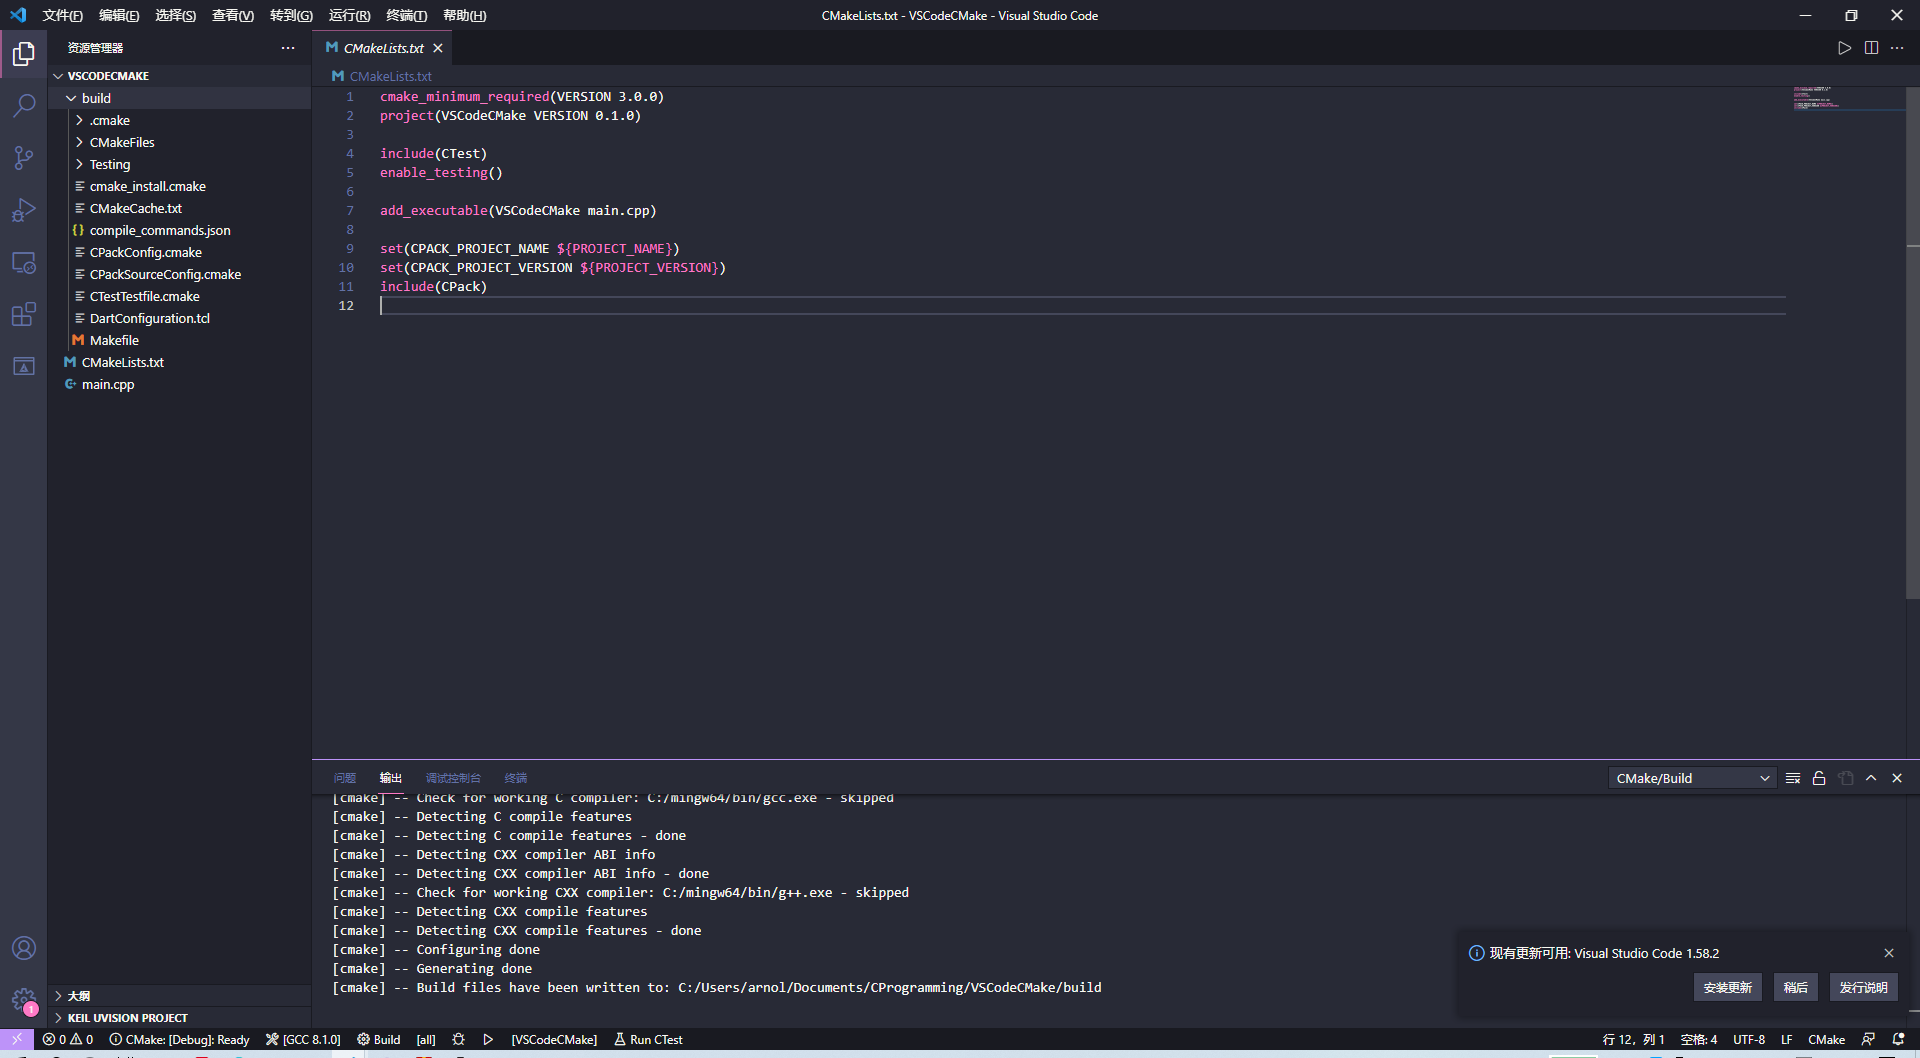 文件(F) 编辑(E) 选择(S) 查看(V) 转到(G) 运行(R) 终端(T) 帮助(H)
CMakeLists.txt - VSCodeCMake - Visual Studio Code
资源管理器
VSCODECMAKE
build
.cmake
CMakeFiles
Testing
cmake_install.cmake
CMakeCache.txt
compile_commands.json
CPackConfig.cmake
CPackSourceConfig.cmake
CTestTestfile.cmake
DartConfiguration.tcl
Makefile
CMakeLists.txt
main.cpp
大纲
KEIL UVISION PROJECT
CMakeLists.txt
CMakeLists.txt
1 cmake_minimum_required(VERSION 3.0.0)
2 project(VSCodeCMake VERSION 0.1.0)
3
4 include(CTest)
5 enable_testing()
6
7 add_executable(VSCodeCMake main.cpp)
8
9 set(CPACK_PROJECT_NAME ${PROJECT_NAME})
10 set(CPACK_PROJECT_VERSION ${PROJECT_VERSION})
11 include(CPack)
12
问题 输出 调试控制台 终端
CMake/Build
[cmake] -- Check for working C compiler: C:/mingw64/bin/gcc.exe - skipped
[cmake] -- Detecting C compile features
[cmake] -- Detecting C compile features - done
[cmake] -- Detecting CXX compiler ABI info
[cmake] -- Detecting CXX compiler ABI info - done
[cmake] -- Check for working CXX compiler: C:/mingw64/bin/g++.exe - skipped
[cmake] -- Detecting CXX compile features
[cmake] -- Detecting CXX compile features - done
[cmake] -- Configuring done
[cmake] -- Generating done
[cmake] -- Build files have been written to: C:/Users/arnol/Documents/CProgramming/VSCodeCMake/build
现有更新可用: Visual Studio Code 1.58.2
安装更新 稍后 发行说明
1
0 0 CMake: [Debug]: Ready [GCC 8.1.0] Build [all] [VSCodeCMake] Run CTest
行 12，列 1 空格: 4 UTF-8 LF CMake